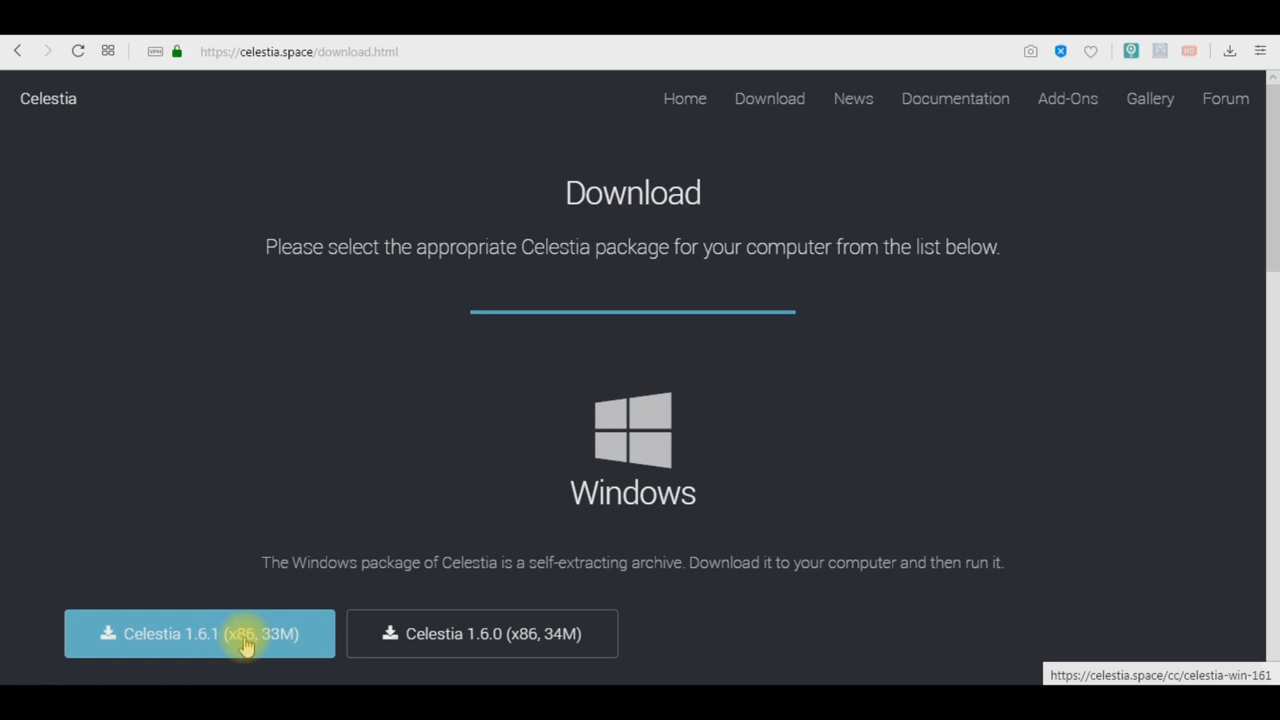 VPN
https://celestia.space/download.html
Celestia
Home Download News Documentation Add-Ons Gallery Forum
Download
Please select the appropriate Celestia package for your computer from the list below.
Windows
The Windows package of Celestia is a self-extracting archive. Download it to your computer and then run it.
Celestia 1.6.1 (x86, 33M) Celestia 1.6.0 (x86, 34M)
https://celestia.space/cc/celestia-win-161